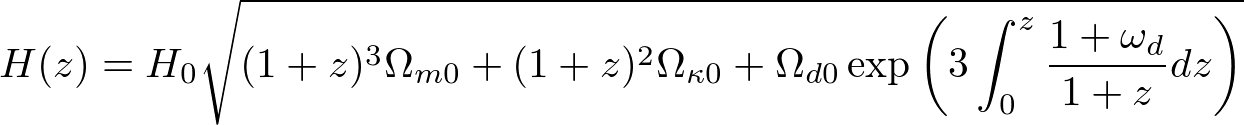 H(z) = H_0 \sqrt{(1+z)^3 \Omega_{m0} + (1+z)^2 \Omega_{\kappa 0} + \Omega_{d0} \exp\left(3 \int_0^z \frac{1+\omega_d}{1+z} dz\right)}